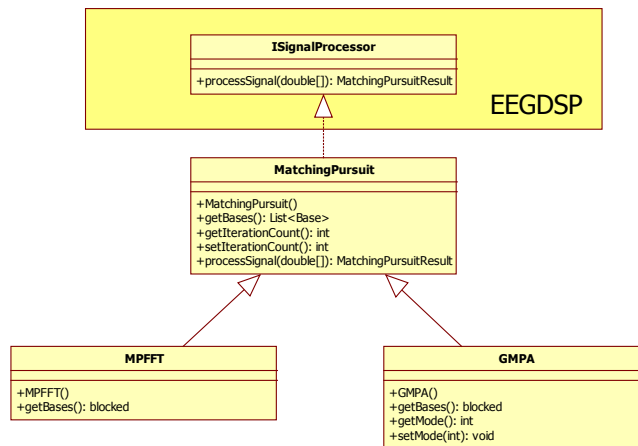 ISignalProcessor
+processSignal(double[]): MatchingPursuitResult
EEGDSP
MatchingPursuit
+MatchingPursuit()
+getBases(): List<Base>
+getIterationCount(): int
+setIterationCount(): int
+processSignal(double[]): MatchingPursuitResult
MPFFT
+MPFFT()
+getBases(): blocked
GMPA
+GMPA()
+getBases(): blocked
+getMode(): int
+setMode(int): void